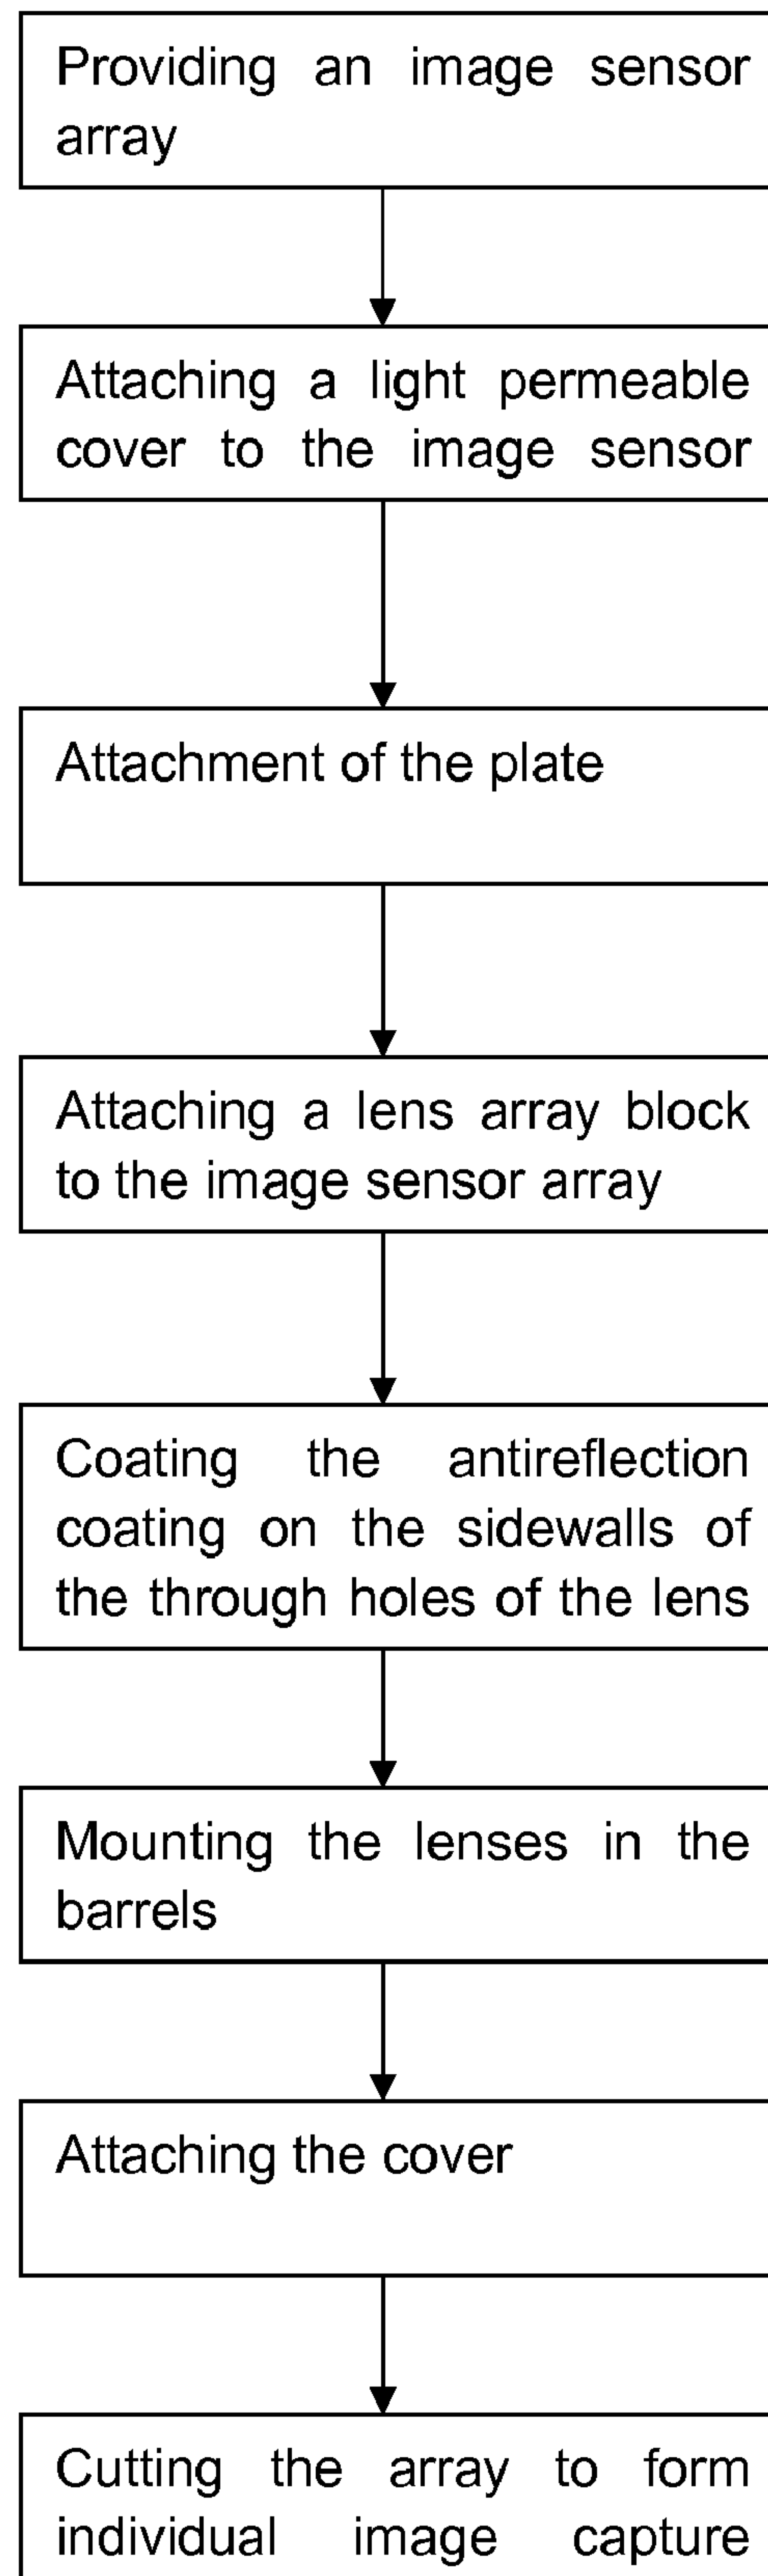 Providing an image sensor
array
Attaching a light permeable
cover to the image sensor
Attachment of the plate
Attaching a lens array block
to the image sensor array
Coating the antireflection
coating on the sidewalls of
the through holes of the lens
Mounting the lenses in the
barrels
Attaching the cover
Cutting the array to form
individual image capture